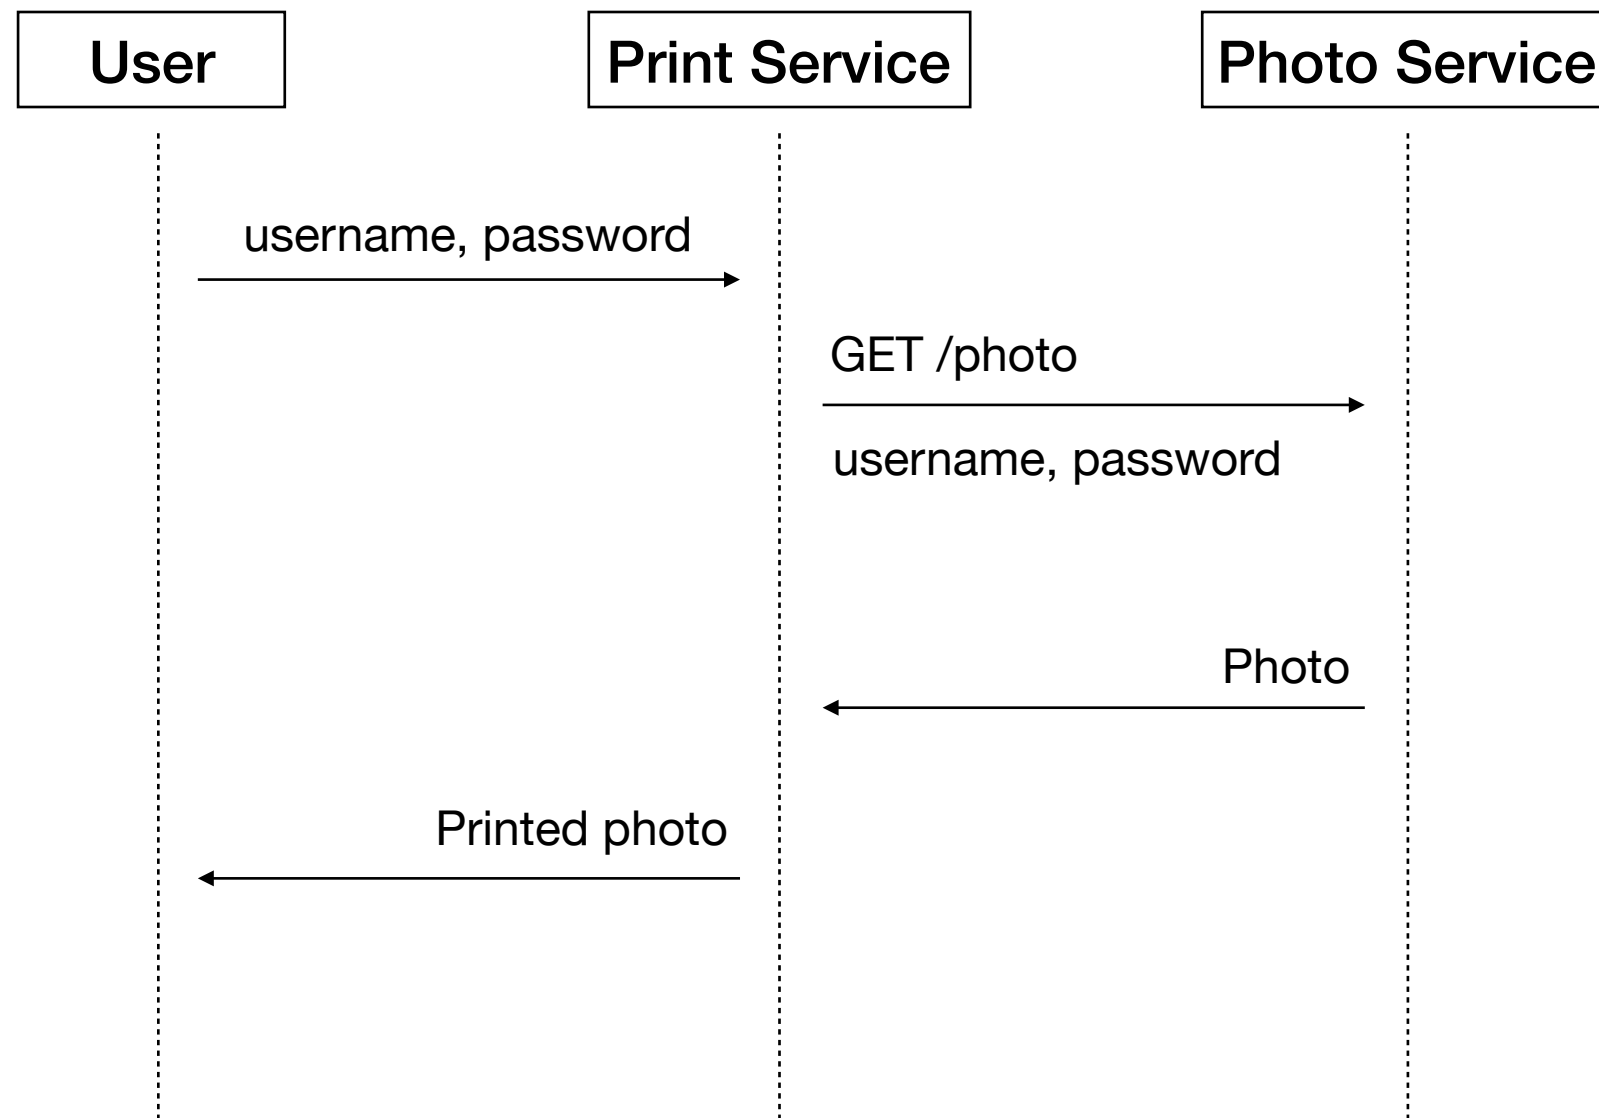 User
Print Service
Photo Service
username, password
GET /photo
username, password
Photo
Printed photo